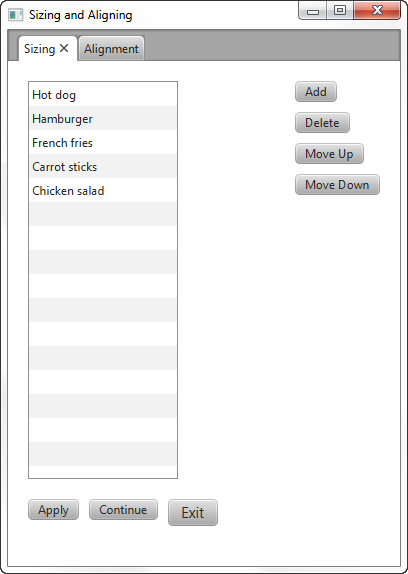 Sizing and Aligning
Sizing Alignment
Hot dog
Hamburger
French fries
Carrot sticks
Chicken salad
Add
Delete
Move Up
Move Down
Apply Continue Exit